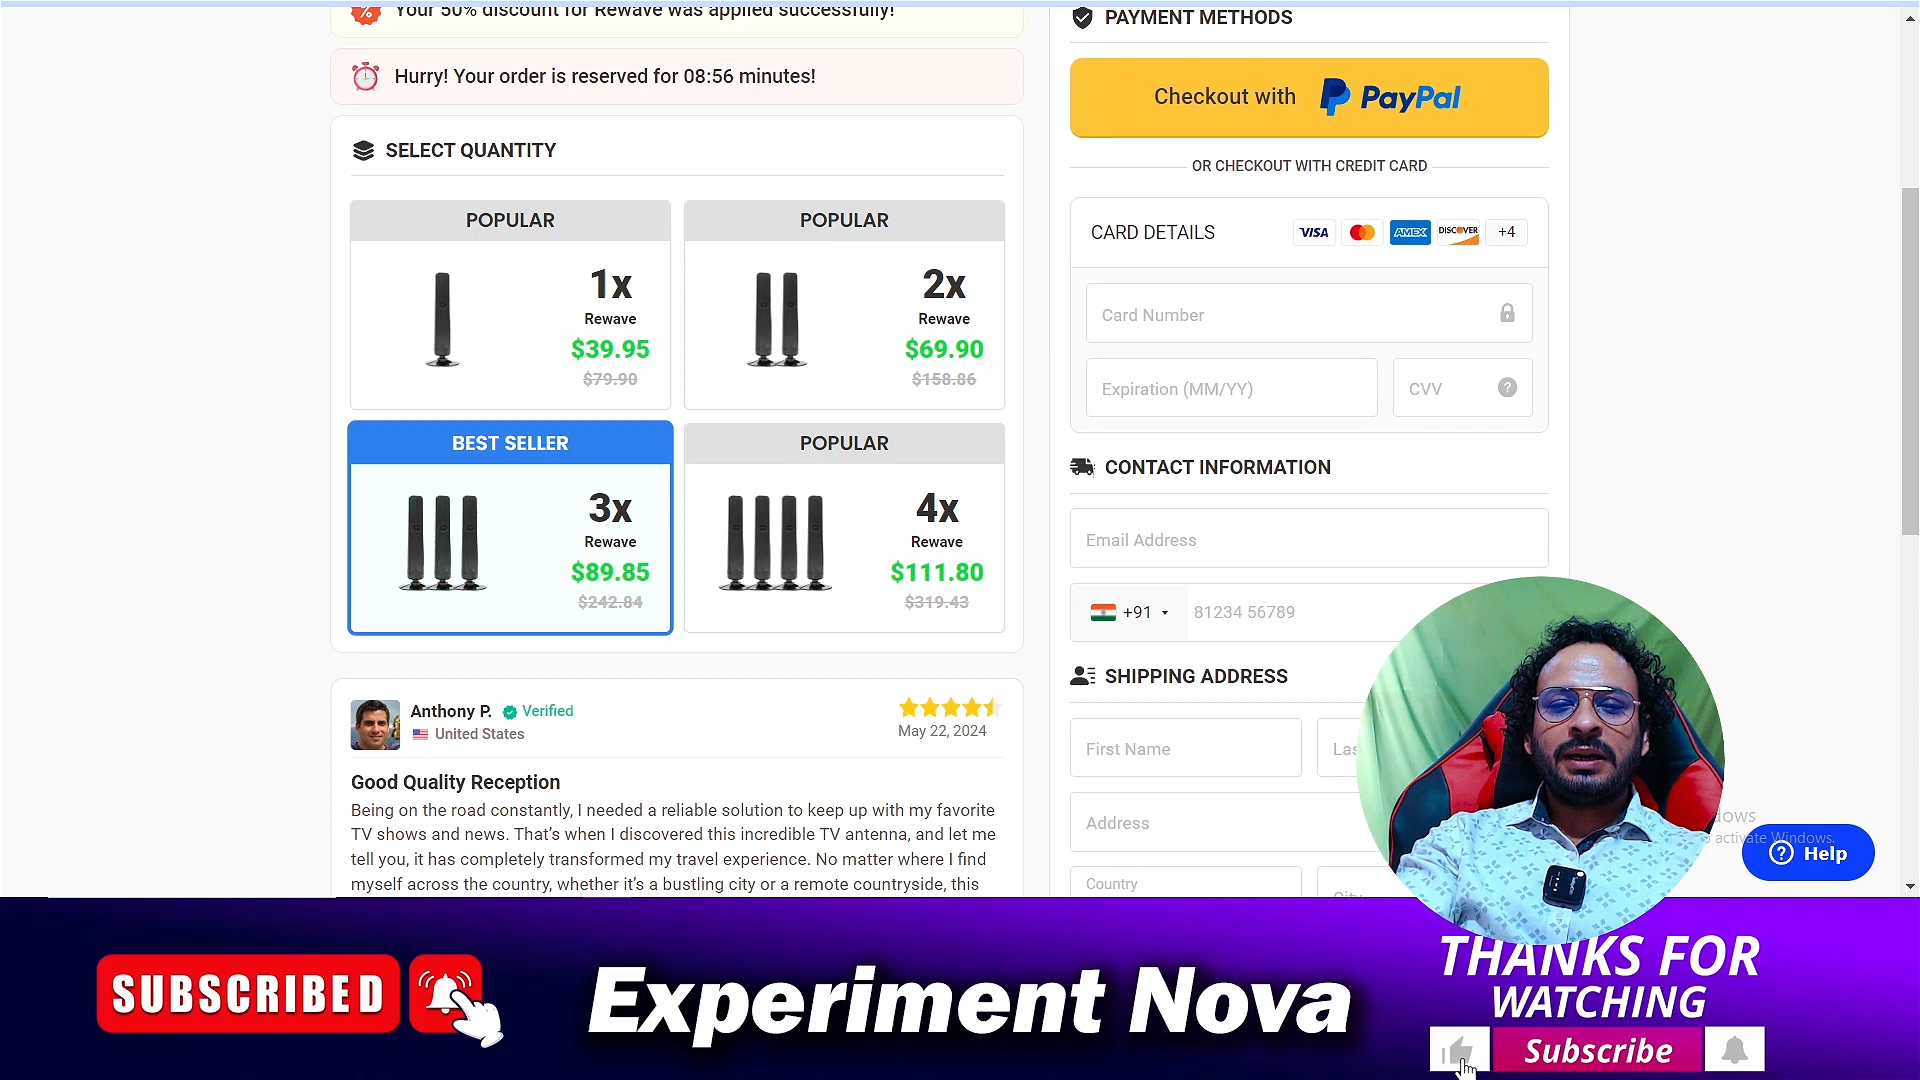 Your 50% discount for Rewave was applied successfully!
Hurry! Your order is reserved for 08:56 minutes!
SELECT QUANTITY
POPULAR
1x
Rewave
$39.95
$79.90
POPULAR
2x
Rewave
$69.90
$158.86
BEST SELLER
3x
Rewave
$89.85
$242.84
POPULAR
4x
Rewave
$111.80
$319.43
Anthony P. Verified
United States
May 22, 2024
Good Quality Reception
Being on the road constantly, I needed a reliable solution to keep up with my favorite
TV shows and news. That’s when I discovered this incredible TV antenna, and let me
tell you, it has completely transformed my travel experience. No matter where I find
myself across the country, whether it’s a bustling city or a remote countryside, this
PAYMENT METHODS
Checkout with PayPal
OR CHECKOUT WITH CREDIT CARD
CARD DETAILS VISA AMEX DISCOVER +4
Card Number
Expiration (MM/YY) CVV ?
CONTACT INFORMATION
Email Address
+91 81234 56789
SHIPPING ADDRESS
First Name
Address
Country
activate Windows.
? Help
SUBSCRIBED
Experiment Nova
THANKS FOR
WATCHING
Subscribe